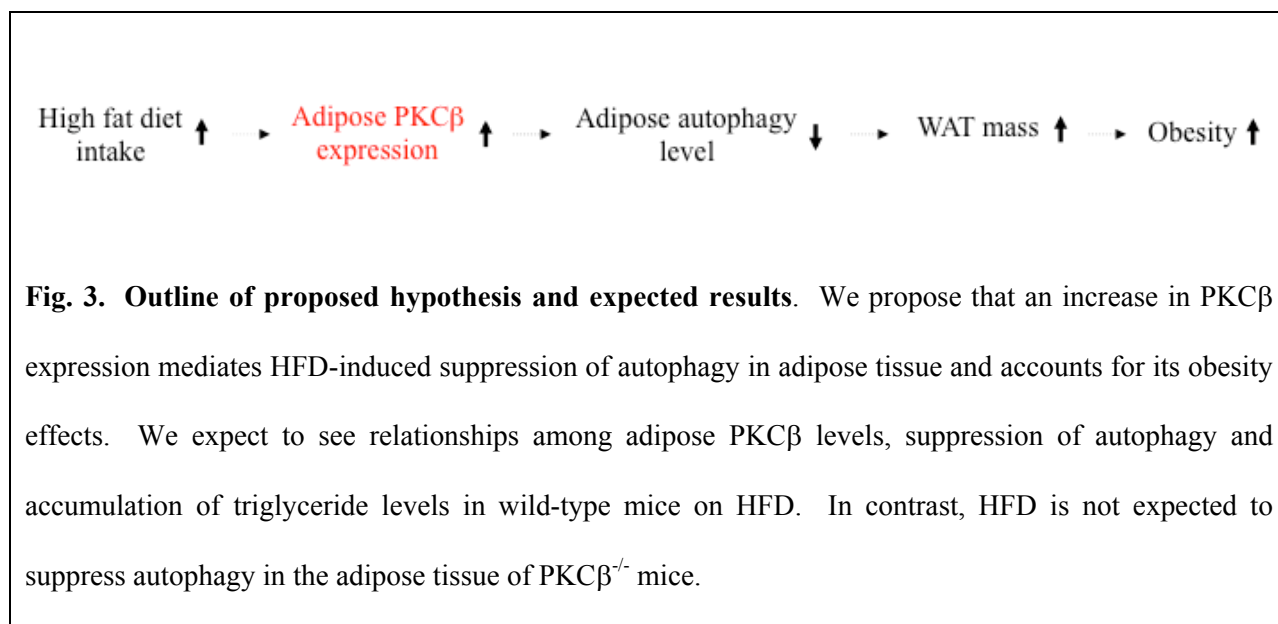 High fat diet intake ↑ → Adipose PKCβ expression ↑ → Adipose autophagy level ↓ → WAT mass ↑ → Obesity ↑
Fig. 3. Outline of proposed hypothesis and expected results. We propose that an increase in PKCβ
expression mediates HFD-induced suppression of autophagy in adipose tissue and accounts for its obesity
effects. We expect to see relationships among adipose PKCβ levels, suppression of autophagy and
accumulation of triglyceride levels in wild-type mice on HFD. In contrast, HFD is not expected to
suppress autophagy in the adipose tissue of PKCβ-/- mice.